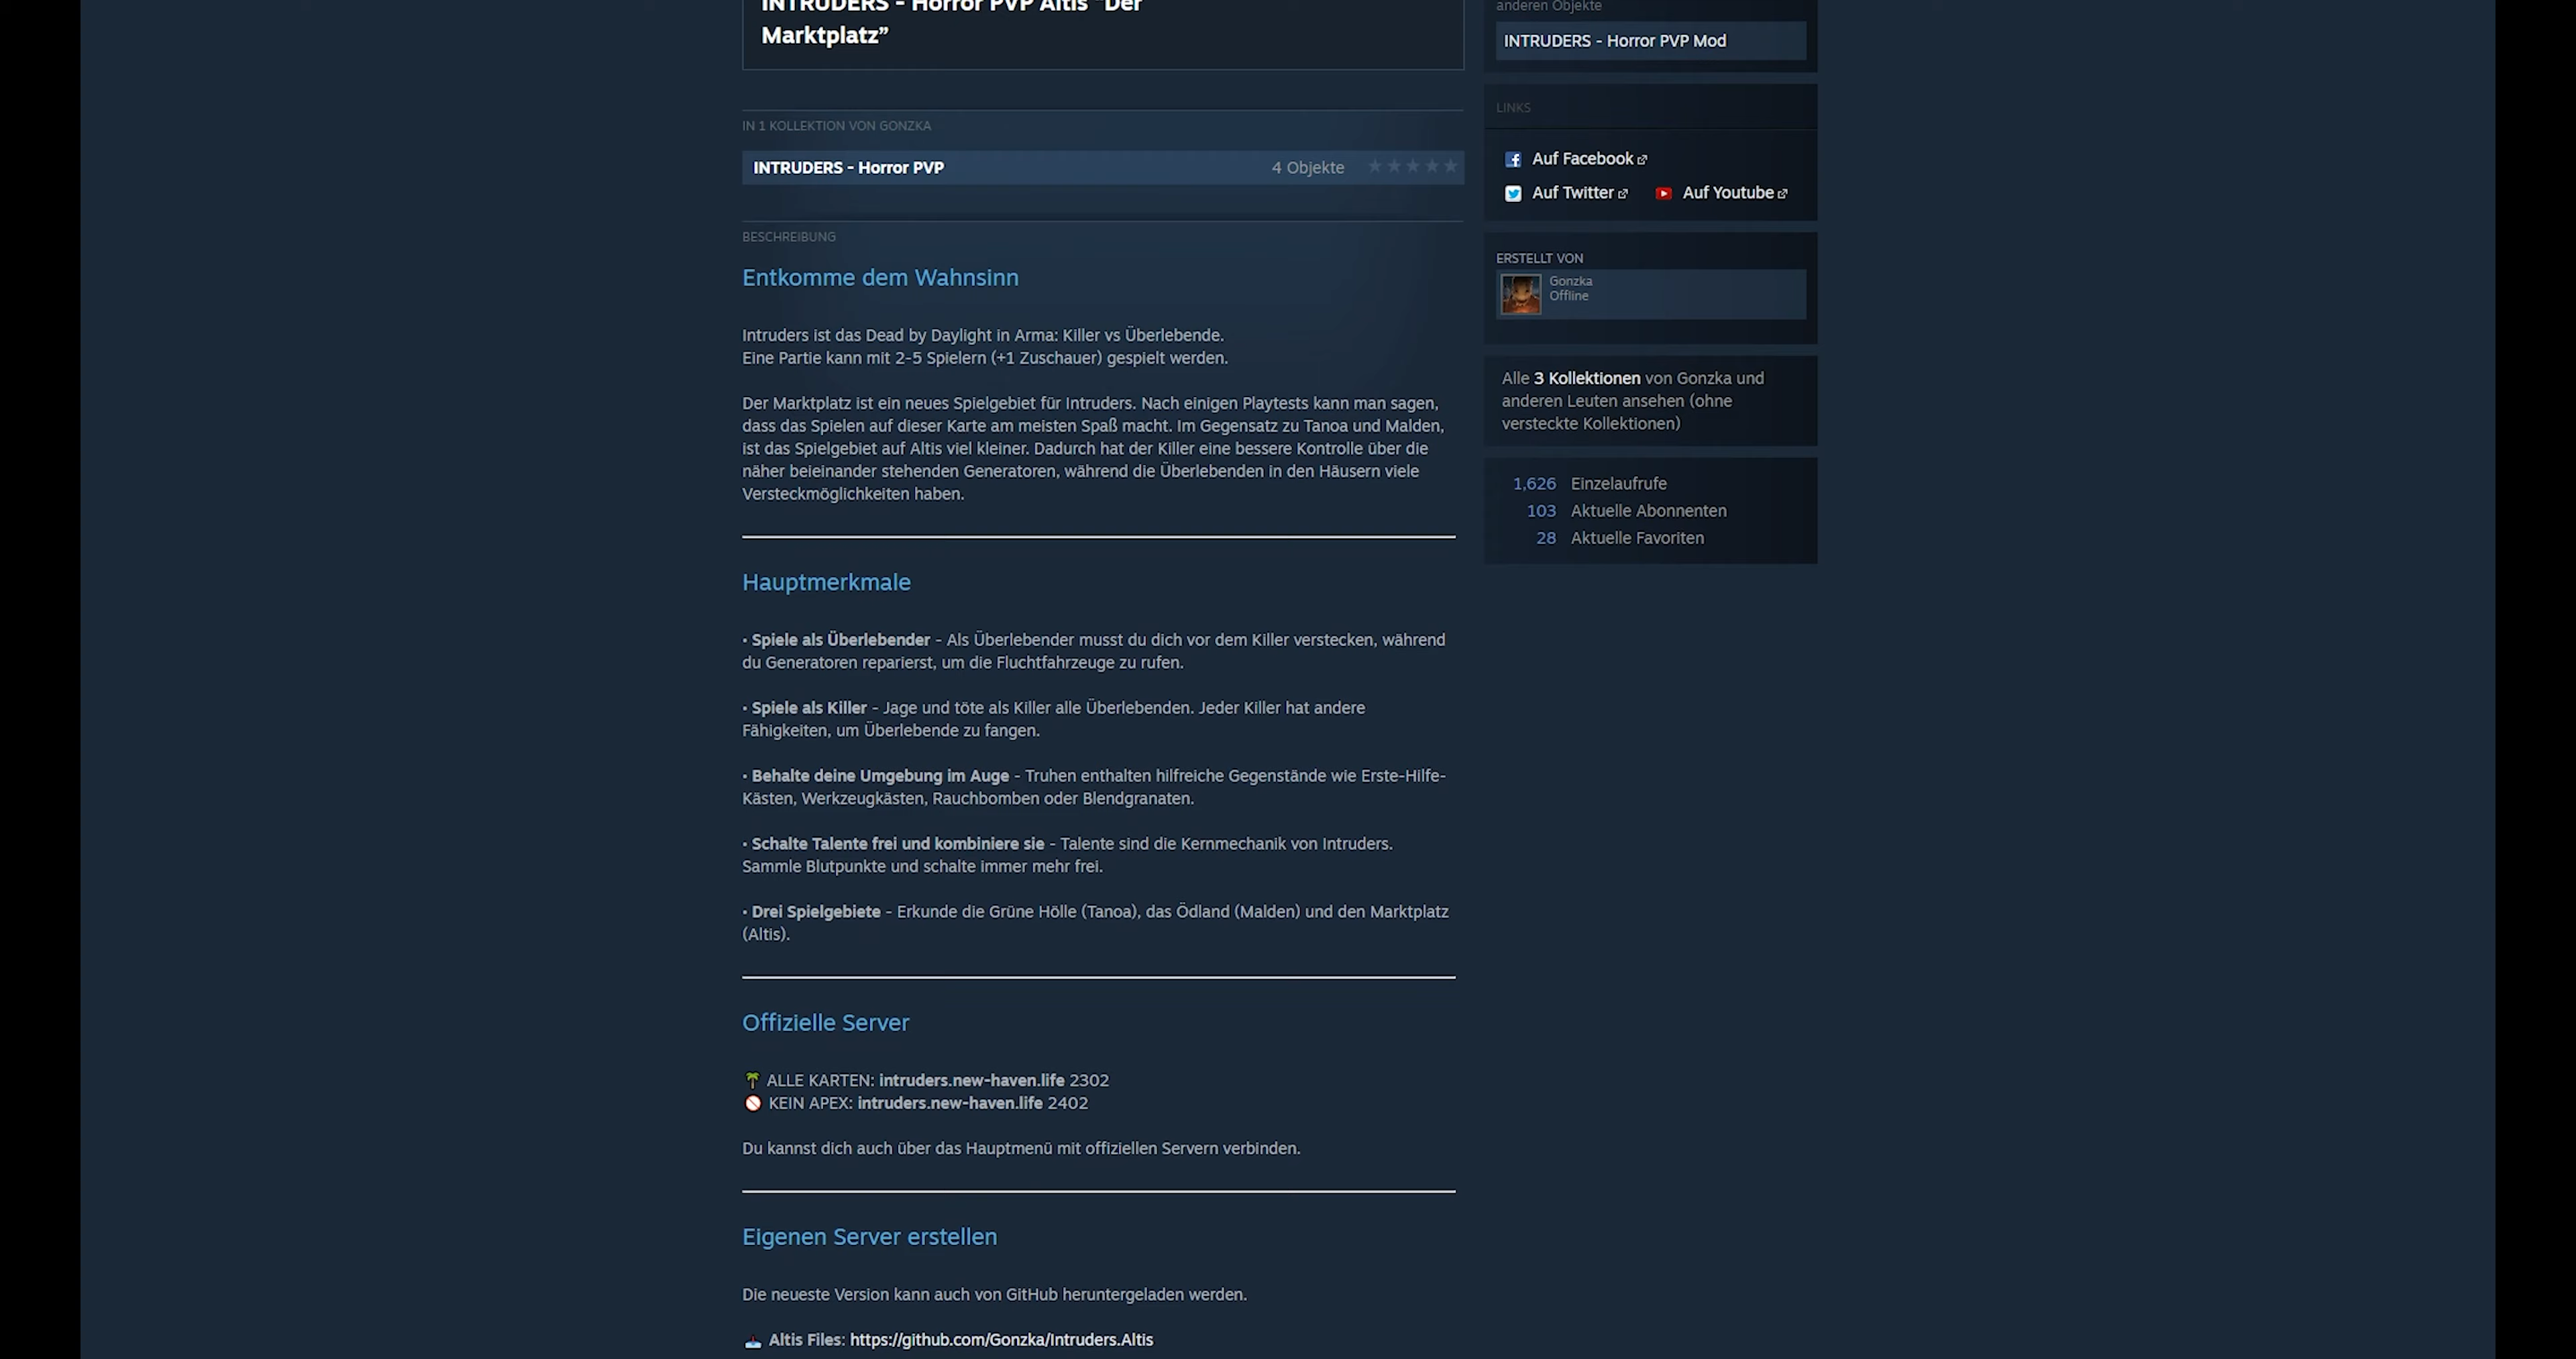 INTRUDERS - Horror PVP Altis "Der
Marktplatz”
IN 1 KOLLEKTION VON GONZKA
INTRUDERS - Horror PVP 4 Objekte
BESCHREIBUNG
Entkomme dem Wahnsinn
Intruders ist das Dead by Daylight in Arma: Killer vs Überlebende.
Eine Partie kann mit 2-5 Spielern (+1 Zuschauer) gespielt werden.
Der Marktplatz ist ein neues Spielgebiet für Intruders. Nach einigen Playtests kann man sagen,
dass das Spielen auf dieser Karte am meisten Spaß macht. Im Gegensatz zu Tanoa und Malden,
ist das Spielgebiet auf Altis viel kleiner. Dadurch hat der Killer eine bessere Kontrolle über die
näher beieinander stehenden Generatoren, während die Überlebenden in den Häusern viele
Versteckmöglichkeiten haben.
Hauptmerkmale
• Spiele als Überlebender - Als Überlebender musst du dich vor dem Killer verstecken, während
du Generatoren reparierst, um die Fluchtfahrzeuge zu rufen.
• Spiele als Killer - Jage und töte als Killer alle Überlebenden. Jeder Killer hat andere
Fähigkeiten, um Überlebende zu fangen.
• Behalte deine Umgebung im Auge - Truhen enthalten hilfreiche Gegenstände wie Erste-Hilfe-
Kästen, Werkzeugkästen, Rauchbomben oder Blendgranaten.
• Schalte Talente frei und kombiniere sie - Talente sind die Kernmechanik von Intruders.
Sammle Blutpunkte und schalte immer mehr frei.
• Drei Spielgebiete - Erkunde die Grüne Hölle (Tanoa), das Ödland (Malden) und den Marktplatz
(Altis).
Offizielle Server
🌴 ALLE KARTEN: intruders.new-haven.life 2302
🚫 KEIN APEX: intruders.new-haven.life 2402
Du kannst dich auch über das Hauptmenü mit offiziellen Servern verbinden.
Eigenen Server erstellen
Die neueste Version kann auch von GitHub heruntergeladen werden.
Altis Files: https://github.com/Gonzka/Intruders.Altis
anderen Objekte
INTRUDERS - Horror PVP Mod
LINKS
Auf Facebook
Auf Twitter Auf Youtube
ERSTELLT VON
Gonzka
Offline
Alle 3 Kollektionen von Gonzka und
anderen Leuten ansehen (ohne
versteckte Kollektionen)
1,626 Einzelaufrufe
103 Aktuelle Abonnenten
28 Aktuelle Favoriten